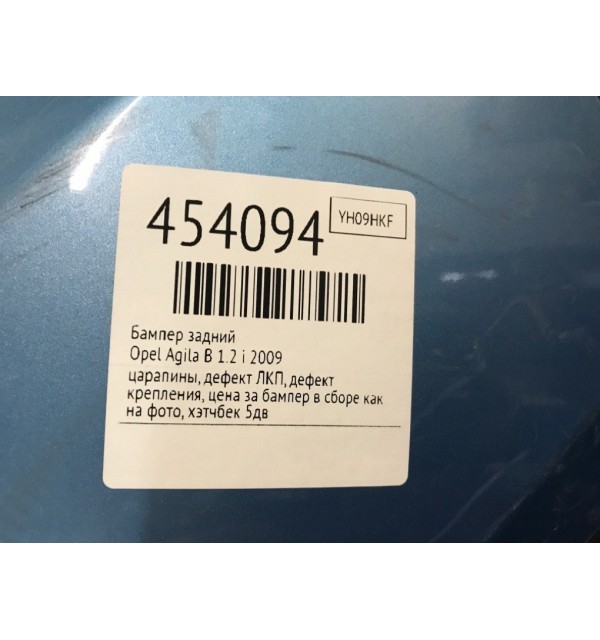 454094
YH09HKF
Бампер задний
Opel Agila B 1.2 i 2009
царапины, дефект ЛКП, дефект
крепления, цена за бампер в сборе как
на фото, хэтчбек 5дв